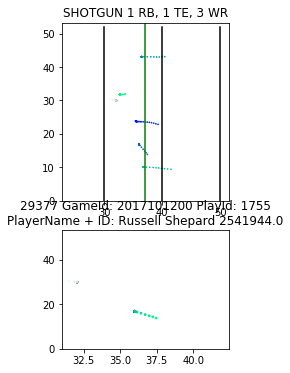 SHOTGUN 1 RB, 1 TE, 3 WR
50
40
30
20
10
0
30 40 50
29377 GameId: 2017101200 PlayId: 1755
PlayerName + ID: Russell Shepard 2541944.0
40
20
0
32.5 35.0 37.5 40.0